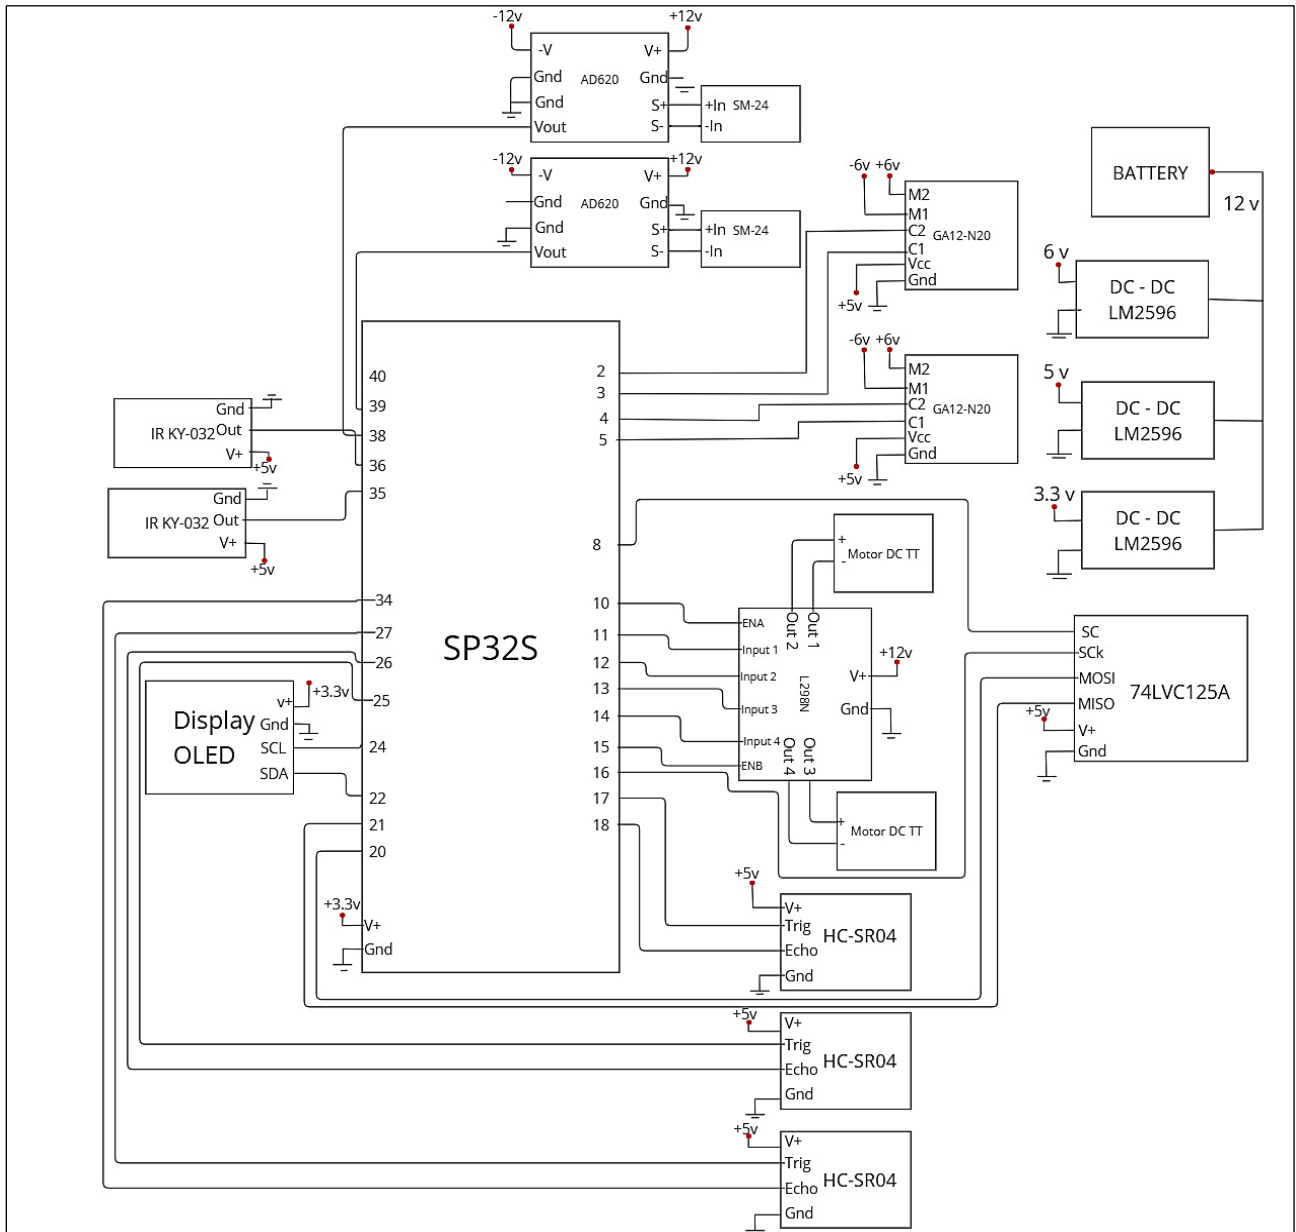 -12v
+12v
-V
V+
Gnd
AD620
Gnd
Gnd
S+
+In
SM-24
Vout
S-
-In
-12v
+12v
-V
V+
Gnd
AD620
Gnd
Gnd
S+
+In
SM-24
Vout
S-
-In
-6v
+6v
M2
M1
C2
GA12-N20
C1
Vcc
Gnd
+5v
-6v
+6v
M2
M1
C2
GA12-N20
C1
Vcc
Gnd
+5v
BATTERY
12 v
6 v
DC - DC
LM2596
5 v
DC - DC
LM2596
3.3 v
DC - DC
LM2596
Gnd
IR KY-032
Out
V+
+5v
Gnd
IR KY-032
Out
V+
+5v
SP32S
40
39
38
36
35
34
27
26
25
24
22
21
20
+3.3v
V+
Gnd
2
3
4
5
8
10
11
12
13
14
15
16
17
18
Display
OLED
v+
+3.3v
Gnd
SCL
SDA
+
Motor DC TT
-
ENA
Out 2
Out 1
Input 1
Input 2
L298N
V+
+12v
Input 3
Gnd
Input 4
Out 4
Out 3
ENB
+
Motor DC TT
-
SC
SCk
MOSI
74LVC125A
MISO
+5v
V+
Gnd
+5v
V+
Trig
HC-SR04
Echo
Gnd
+5v
V+
Trig
HC-SR04
Echo
Gnd
+5v
V+
Trig
HC-SR04
Echo
Gnd